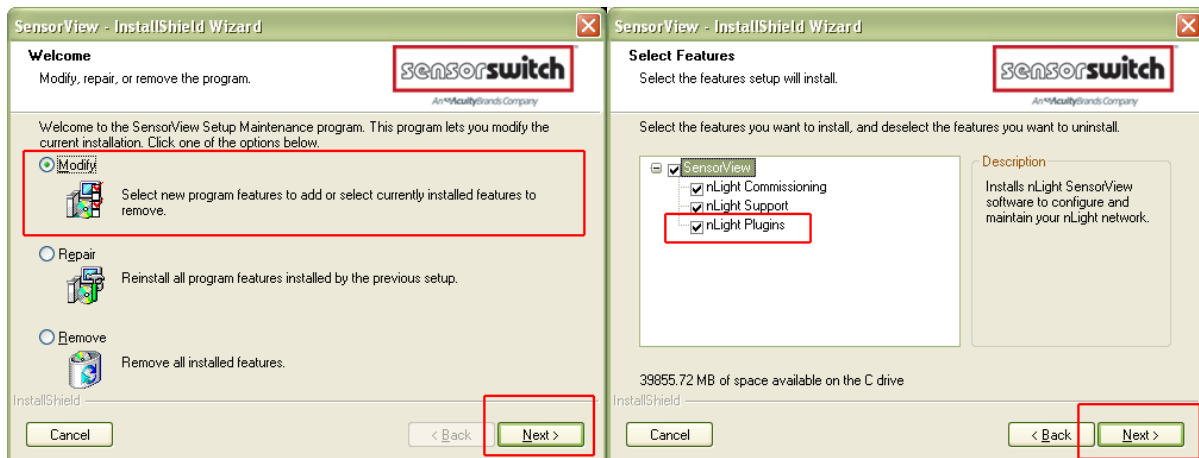 SensorView - InstallShield Wizard
Welcome
Modify, repair, or remove the program.
sensorswitch
An AcuityBrands Company
Welcome to the SensorView Setup Maintenance program. This program lets you modify the
current installation. Click one of the options below.
Modify
Select new program features to add or select currently installed features to
remove.
Repair
Reinstall all program features installed by the previous setup.
Remove
Remove all installed features.
InstallShield
Cancel
< Back
Next >
SensorView - InstallShield Wizard
Select Features
Select the features setup will install.
sensorswitch
An AcuityBrands Company
Select the features you want to install, and deselect the features you want to uninstall.
SensorView
nLight Commissioning
nLight Support
nLight Plugins
Description
Installs nLight SensorView
software to configure and
maintain your nLight network.
39855.72 MB of space available on the C drive
InstallShield
Cancel
< Back
Next >